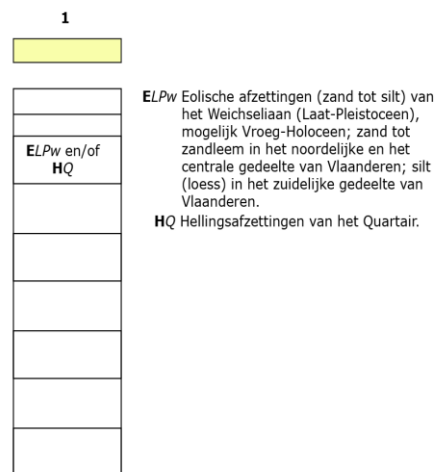 1
ELPw en/of
HQ
ELPw Eolische afzettingen (zand tot silt) van
het Weichseliaan (Laat-Pleistoceen),
mogelijk Vroeg-Holoceen; zand tot
zandleem in het noordelijke en het
centrale gedeelte van Vlaanderen; silt
(loess) in het zuidelijke gedeelte van
Vlaanderen.
HQ Hellingsafzettingen van het Quartair.